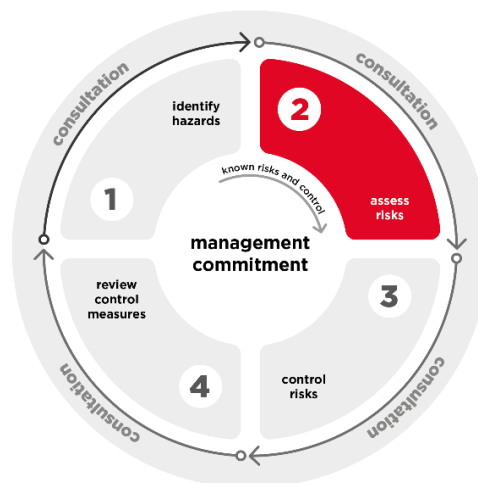 consultation
consultation
identify
hazards
1
2
assess
risks
known risks and control
management
commitment
review
control
measures
4
3
control
risks
consultation
consultation